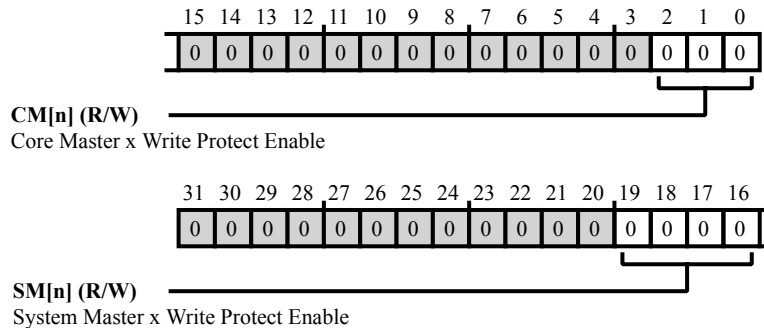 15 14 13 12 11 10 9 8 7 6 5 4 3 2 1 0
0 0 0 0 0 0 0 0 0 0 0 0 0 0 0 0
CM[n] (R/W)
Core Master x Write Protect Enable
31 30 29 28 27 26 25 24 23 22 21 20 19 18 17 16
0 0 0 0 0 0 0 0 0 0 0 0 0 0 0 0
SM[n] (R/W)
System Master x Write Protect Enable